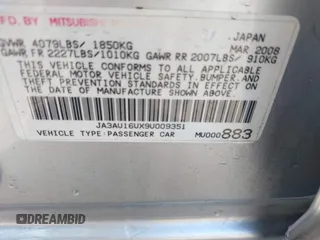 MFD. BY MITSUBISHI
JAPAN
GVWR 4079LBS/ 1850KG
MAR 2008
GAWR FR 2227LBS/1010KG GAWR RR 2007LBS/ 910KG
THIS VEHICLE CONFORMS TO ALL APPLICABLE
FEDERAL MOTOR VEHICLE SAFETY,BUMPER,AND
THEFT PREVENTION STANDARDS IN EFFECT ON
THE DATE OF MANUFACTURE SHOWN ABOVE.
JA3AU16UX9U009351
VEHICLE TYPE:PASSENGER CAR
MU000883
DREAMBID